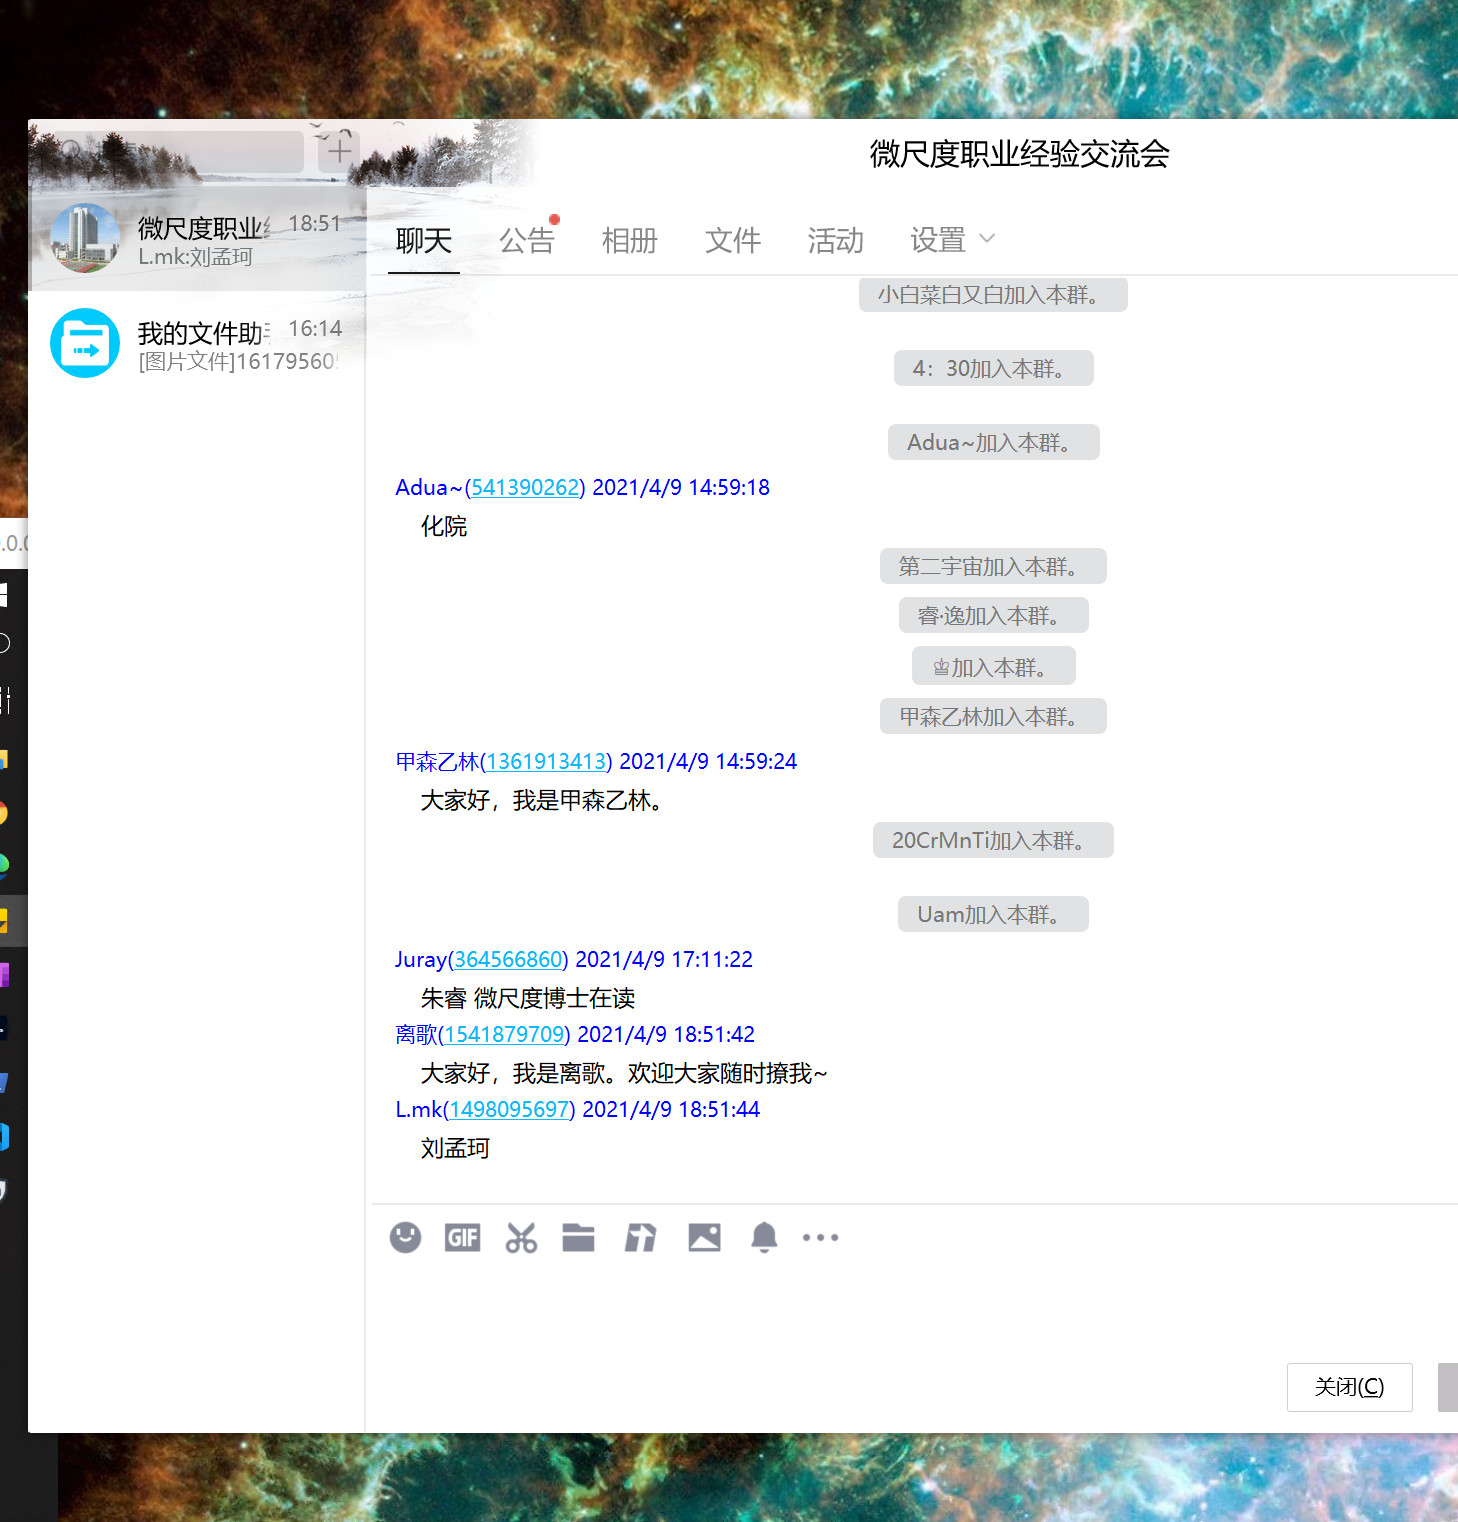 微尺度职业经验交流会
微尺度职业 18:51
L.mk:刘孟珂
我的文件助 16:14
[图片文件]161795605
聊天 公告 相册 文件 活动 设置
小白菜白又白加入本群。
4：30加入本群。
Adua~加入本群。
Adua~(541390262) 2021/4/9 14:59:18
化院
第二宇宙加入本群。
睿·逸加入本群。
♔加入本群。
甲森乙林加入本群。
甲森乙林(1361913413) 2021/4/9 14:59:24
大家好，我是甲森乙林。
20CrMnTi加入本群。
Uam加入本群。
Juray(364566860) 2021/4/9 17:11:22
朱睿 微尺度博士在读
离歌(1541879709) 2021/4/9 18:51:42
大家好，我是离歌。欢迎大家随时撩我~
L.mk(1498095697) 2021/4/9 18:51:44
刘孟珂
GIF
关闭(C)